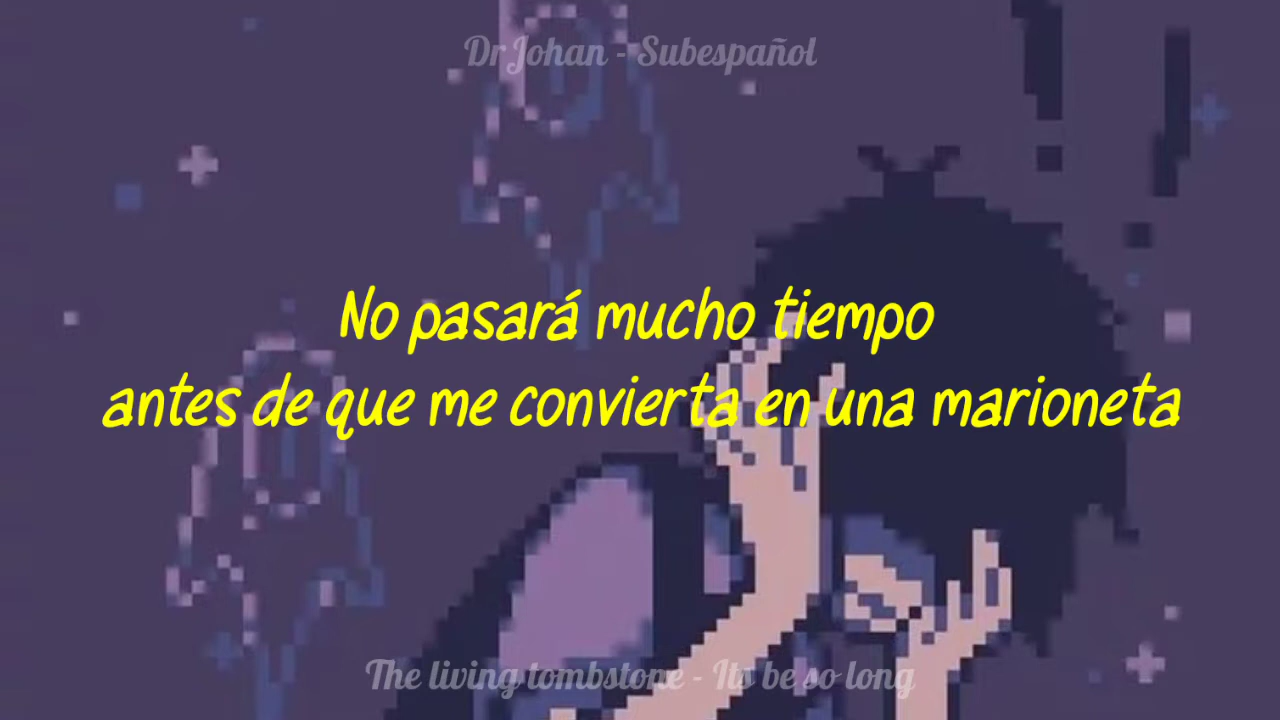 Dr Johan - Subespañol
No pasará mucho tiempo
antes de que me convierta en una marioneta
The living tombstone - Its be so long